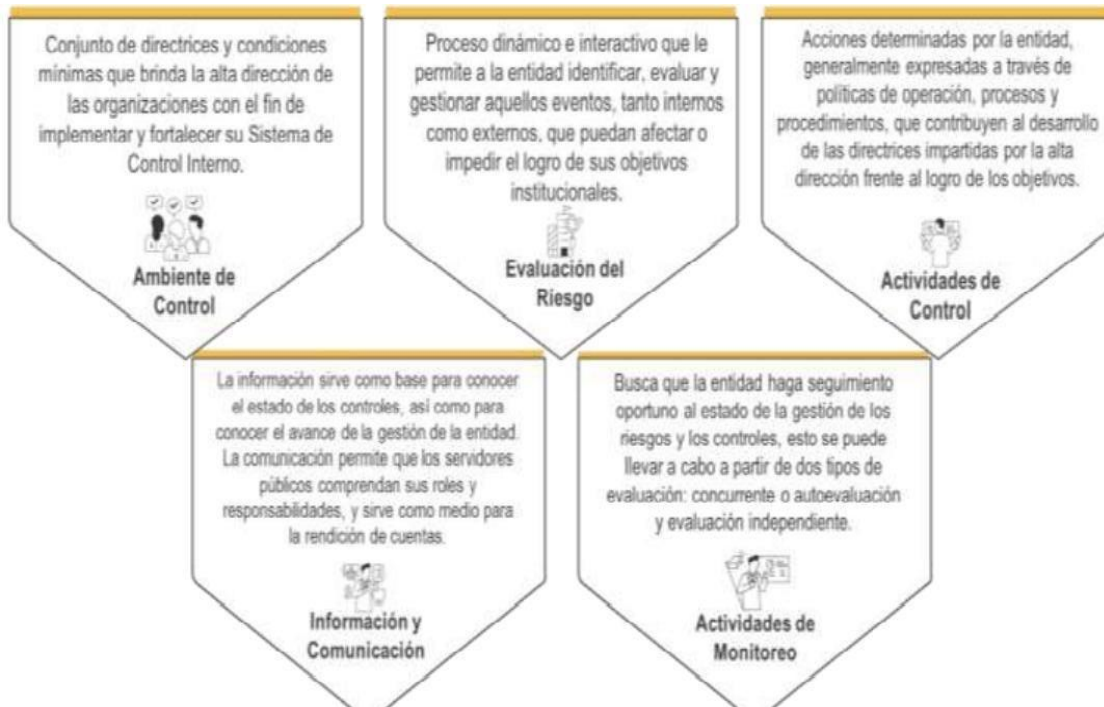 Conjunto de directrices y condiciones
mínimas que brinda la alta dirección de
las organizaciones con el fin de
implementar y fortalecer su Sistema de
Control Interno.
Ambiente de
Control
Proceso dinámico e interactivo que le
permite a la entidad identificar, evaluar y
gestionar aquellos eventos, tanto internos
como externos, que puedan afectar o
impedir el logro de sus objetivos
institucionales.
Evaluación del
Riesgo
Acciones determinadas por la entidad,
generalmente expresadas a través de
políticas de operación, procesos y
procedimientos, que contribuyen al desarrollo
de las directrices impartidas por la alta
dirección frente al logro de los objetivos.
Actividades de
Control
La información sirve como base para conocer
el estado de los controles, así como para
conocer el avance de la gestión de la entidad.
La comunicación permite que los servidores
públicos comprendan sus roles y
responsabilidades, y sirve como medio para
la rendición de cuentas.
Información y
Comunicación
Busca que la entidad haga seguimiento
oportuno al estado de la gestión de los
riesgos y los controles, esto se puede
llevar a cabo a partir de dos tipos de
evaluación: concurrente o autoevaluación
y evaluación independiente.
Actividades de
Monitoreo